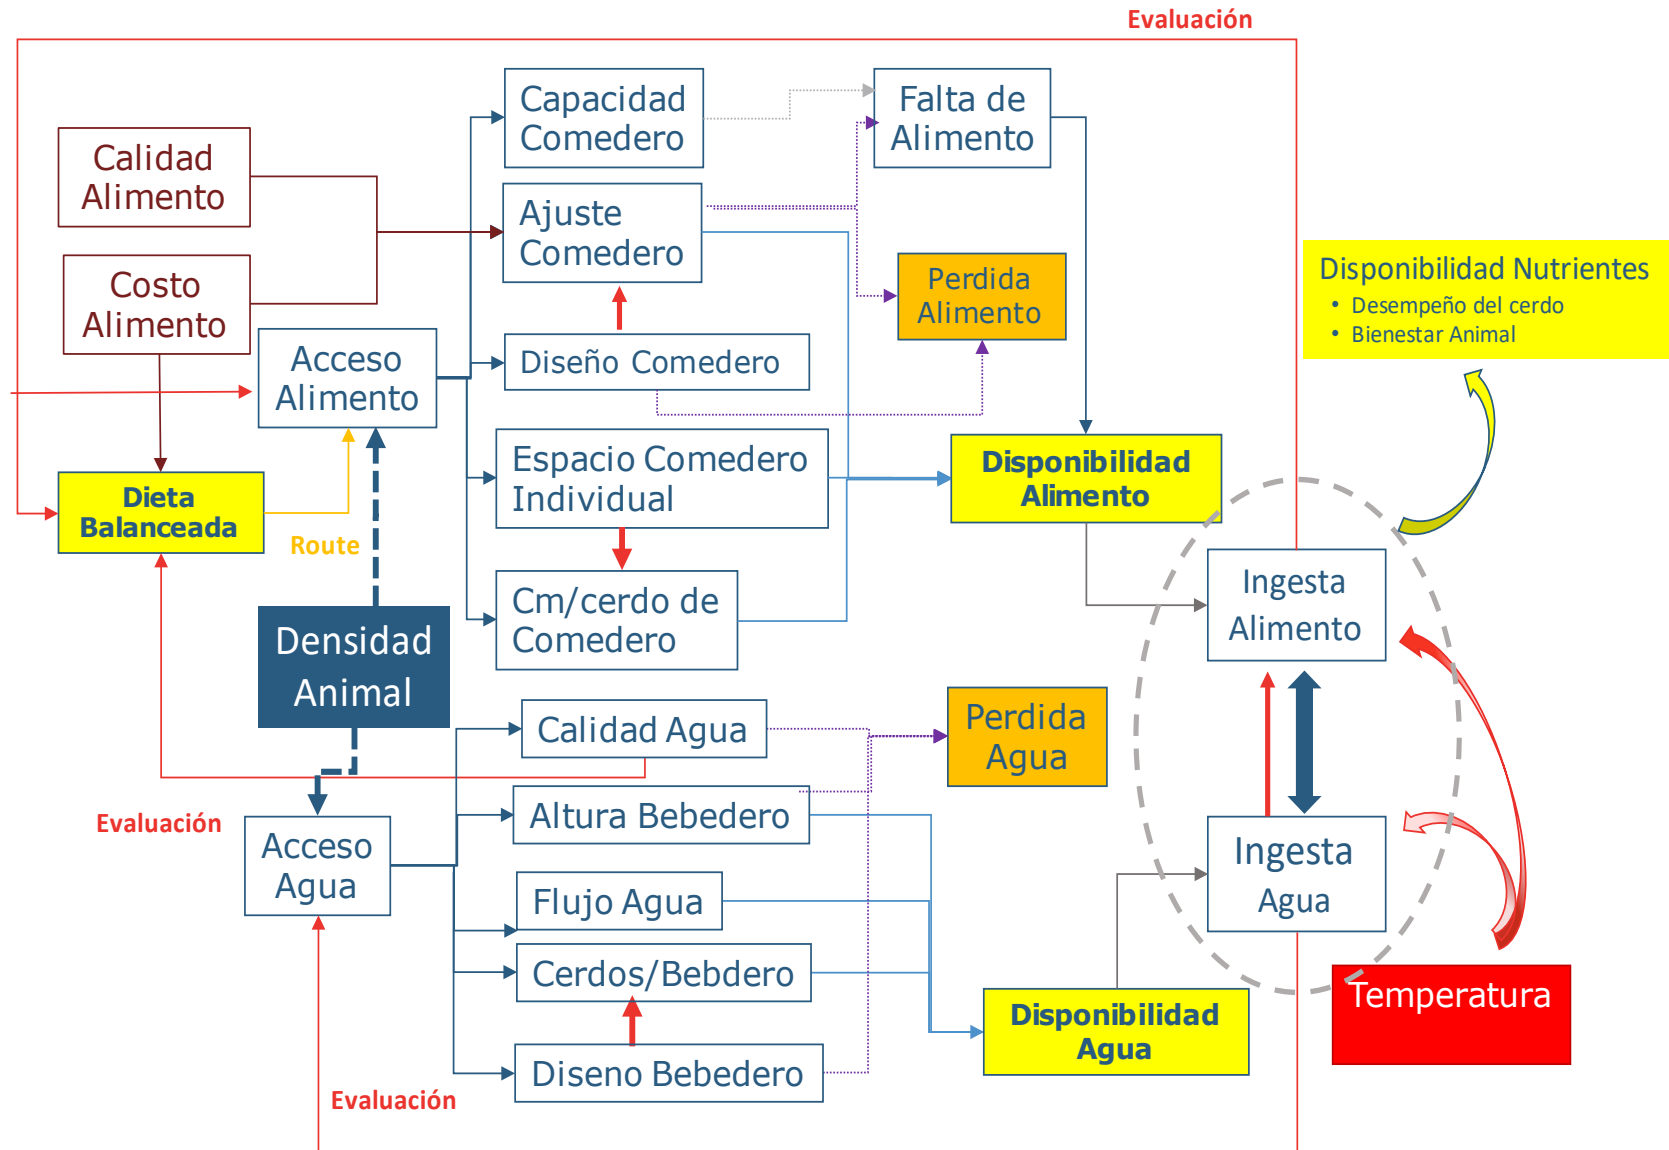 Evaluación
Capacidad
Comedero
Falta de
Alimento
Calidad
Alimento
Ajuste
Comedero
Costo
Alimento
Perdida
Alimento
Disponibilidad Nutrientes
• Desempeño del cerdo
• Bienestar Animal
Acceso
Alimento
Diseño Comedero
Espacio Comedero
Individual
Disponibilidad
Alimento
Dieta
Balanceada
Route
Cm/cerdo de
Comedero
Ingesta
Alimento
Densidad
Animal
Calidad Agua
Perdida
Agua
Evaluación
Altura Bebedero
Acceso
Agua
Ingesta
Agua
Flujo Agua
Cerdos/Bebdero
Temperatura
Disponibilidad
Agua
Diseno Bebedero
Evaluación